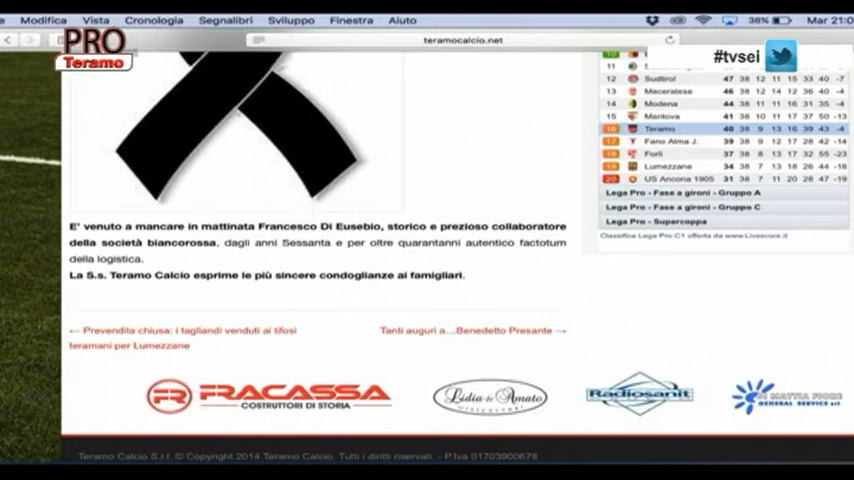 Modifica Vista Cronologia Segnalibri Sviluppo Finestra Aiuto 38% Mar 21:0
PRO
Teramo
teramocalcio.net
#tvsei
11
12 Sudtirol 47 38 12 11 15 33 40 -7
13 Maceratese 46 38 12 14 12 36 40 -4
14 Modena 44 38 11 11 16 31 35 -4
15 Mantova 41 38 10 11 17 37 50 -13
16 Teramo 40 38 9 13 16 39 43 -4
17 Fano Alma J. 39 38 9 12 17 28 42 -14
18 Forlì 37 38 8 13 17 32 55 -23
19 Lumezzane 34 38 7 13 18 26 44 -18
20 US Ancona 1905 31 38 7 11 20 28 47 -19
Lega Pro - Fase a gironi - Gruppo A
Lega Pro - Fase a gironi - Gruppo C
Lega Pro - Supercoppa
Classifica Lega Pro C1 offerta da www.Livescore.it
E' venuto a mancare in mattinata Francesco Di Eusebio, storico e prezioso collaboratore
della società biancorossa, dagli anni Sessanta e per oltre quarantanni autentico factotum
della logistica.
La S.s. Teramo Calcio esprime le più sincere condoglianze ai famigliari.
← Prevendita chiusa: i tagliandi venduti ai tifosi
teramani per Lumezzane
Tanti auguri a…Benedetto Presante →
FR FRACASSA
COSTRUTTORI DI STORIA
Lidia & Amato
VITICOLTORI
Radiosanit
DI MATTIA FIORE
GENERAL SERVICE srl
Teramo Calcio S.r.l. © Copyright 2014 Teramo Calcio. Tutti i diritti riservati. - P.Iva 01703900678